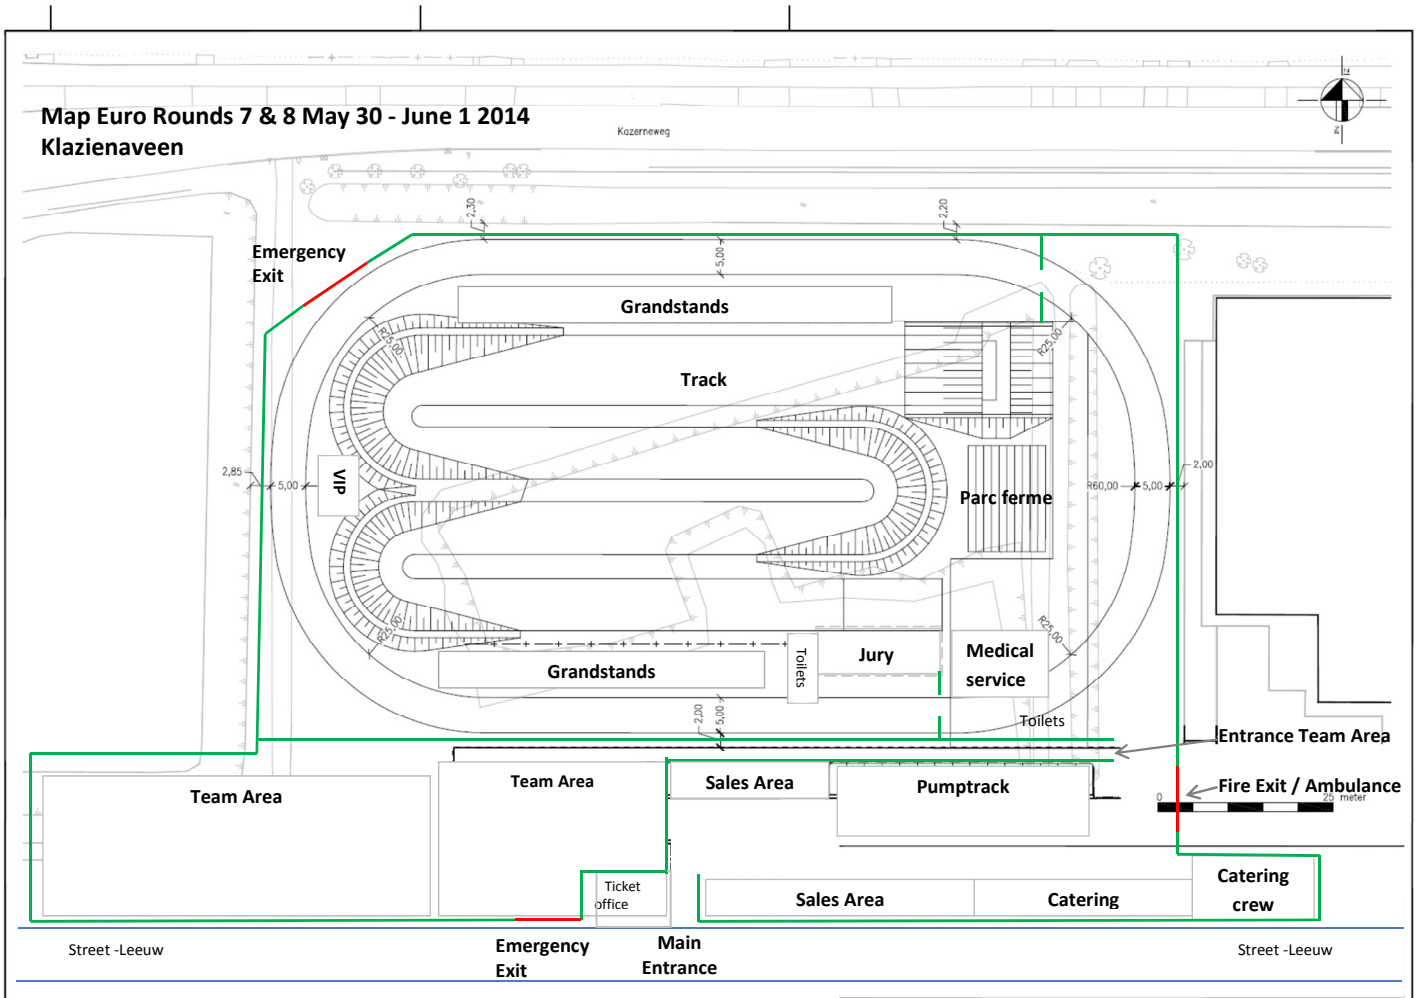 Map Euro Rounds 7 & 8 May 30 - June 1 2014
Klazienaveen
Kazerneweg
N
N
2,30
2,20
Emergency
Exit
5,00
Grandstands
R25,00
R25,00
Track
VIP
2,85
5,00
Parc ferme
R60,00
5,00
2,00
R25,00
R25,00
Grandstands
Toilets
Jury
Medical
service
2,00
5,00
Toilets
Entrance Team Area
Team Area
Team Area
Sales Area
Pumptrack
Fire Exit / Ambulance
0
25 meter
Ticket
office
Sales Area
Catering
Catering
crew
Street -Leeuw
Emergency
Exit
Main
Entrance
Street -Leeuw